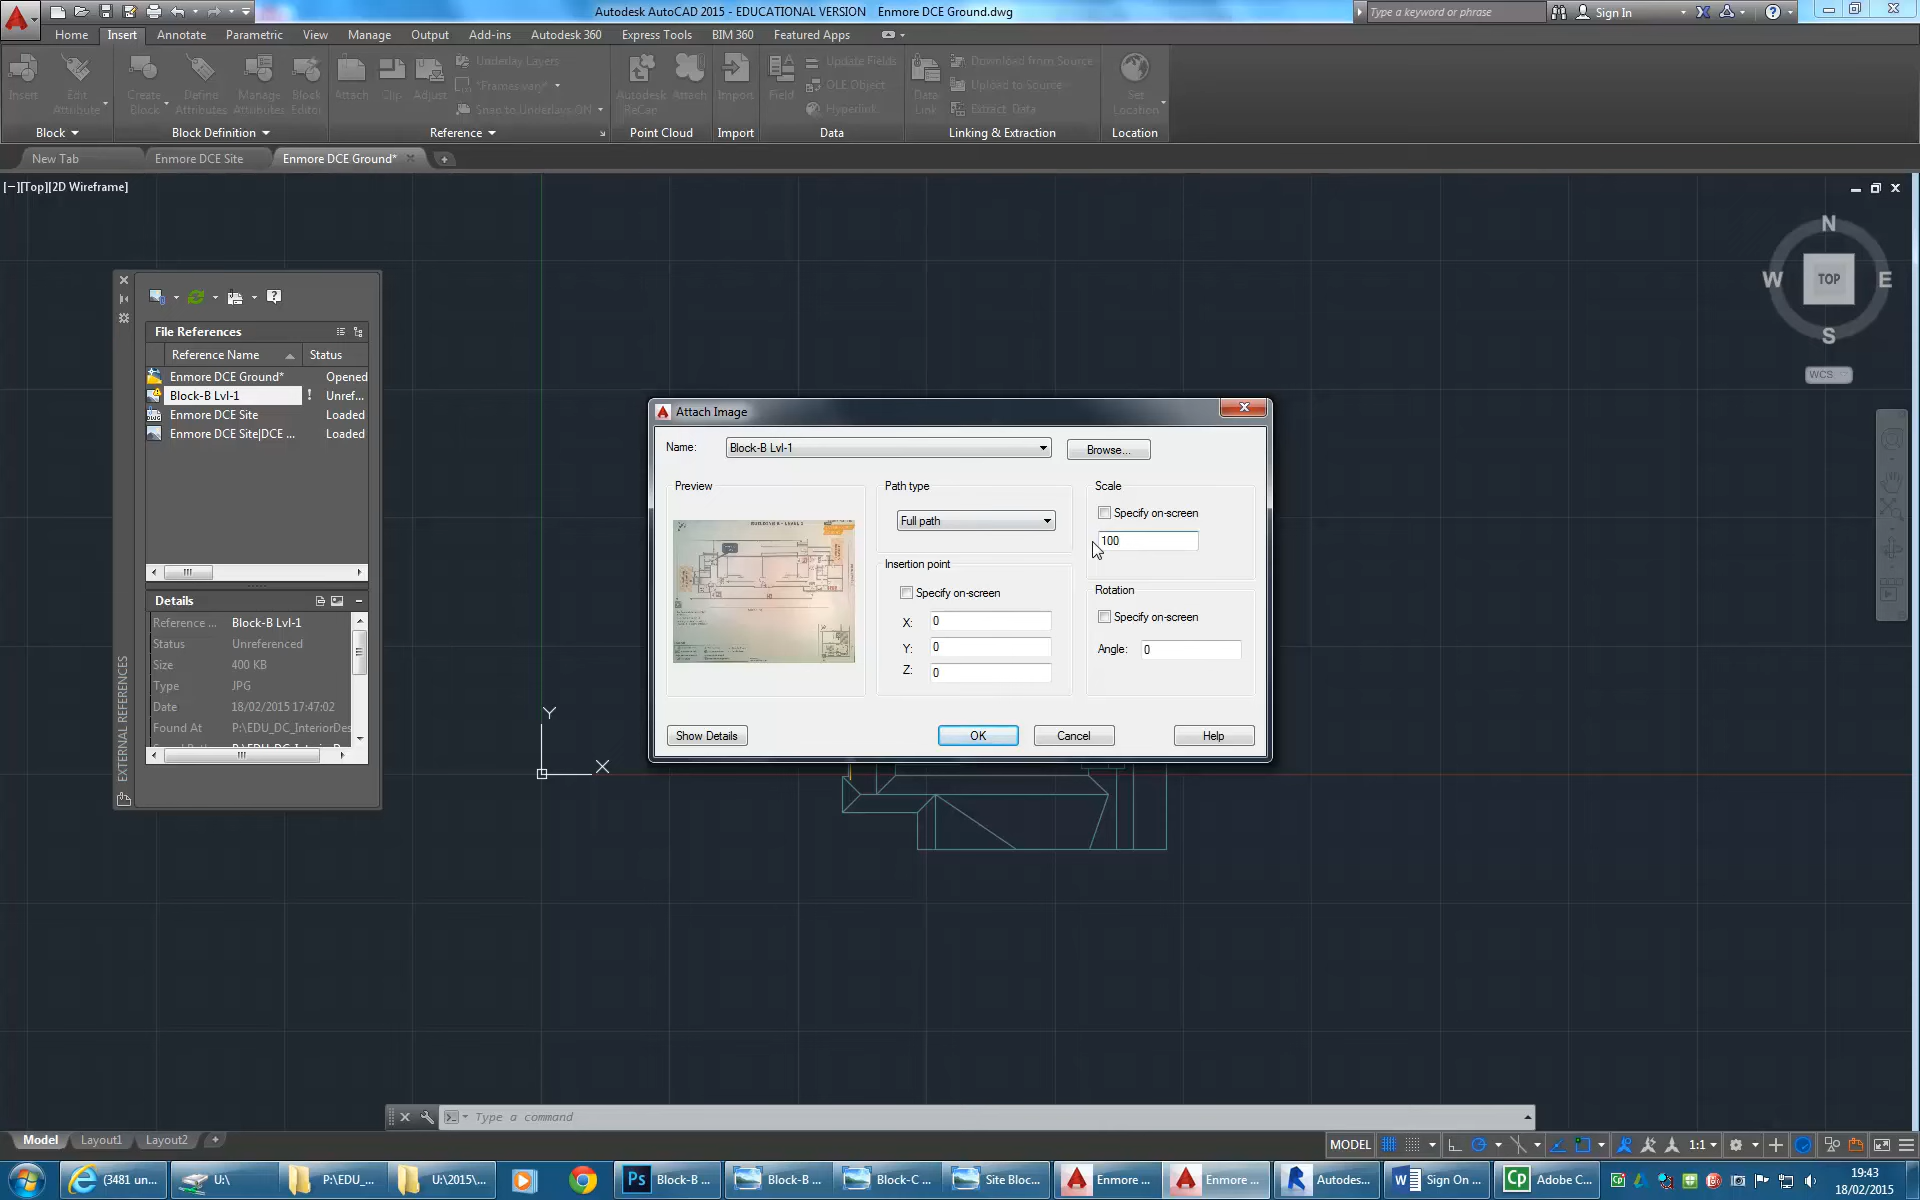 Autodesk AutoCAD 2015 - EDUCATIONAL VERSION Enmore DCE Ground.dwg
Type a keyword or phrase
Sign In
Home Insert Annotate Parametric View Manage Output Add-ins Autodesk 360 Express Tools BIM 360 Featured Apps
Insert
Edit
Attribute
Create
Block
Define
Attributes
Manage
Attributes
Block
Editor
Attach
Clip
Adjust
Underlay Layers
*Frames vary*
Snap to Underlays ON
Autodesk
ReCap
Attach
Import
Field
Update Fields
OLE Object
Hyperlink
Data
Link
Download from Source
Upload to Source
Extract Data
Set
Location
Block
Block Definition
Reference
Point Cloud
Import
Data
Linking & Extraction
Location
New Tab
Enmore DCE Site
Enmore DCE Ground*
[−][Top][2D Wireframe]
N
W
TOP
E
S
WCS
File References
Reference Name Status
Enmore DCE Ground* Opened
Block-B Lvl-1 ! Unref...
Enmore DCE Site Loaded
Enmore DCE Site|DCE ... Loaded
Details
Reference ... Block-B Lvl-1
Status Unreferenced
Size 400 KB
Type JPG
Date 18/02/2015 17:47:02
Found At P:\EDU_DC_InteriorDes
EXTERNAL REFERENCES
Attach Image
Name: Block-B Lvl-1 Browse...
Preview
Path type
Full path
Scale
Specify on-screen
100
Insertion point
Specify on-screen
X: 0
Y: 0
Z: 0
Rotation
Specify on-screen
Angle: 0
Show Details
OK
Cancel
Help
Y
X
Type a command
Model Layout1 Layout2
MODEL
1:1
(3481 un...
U:\
P:\EDU_...
U:\2015\...
Ps Block-B ...
Block-B ...
Block-C ...
Site Bloc...
Enmore ...
Enmore ...
Autodes...
Sign On ...
Cp Adobe C...
19:43
18/02/2015